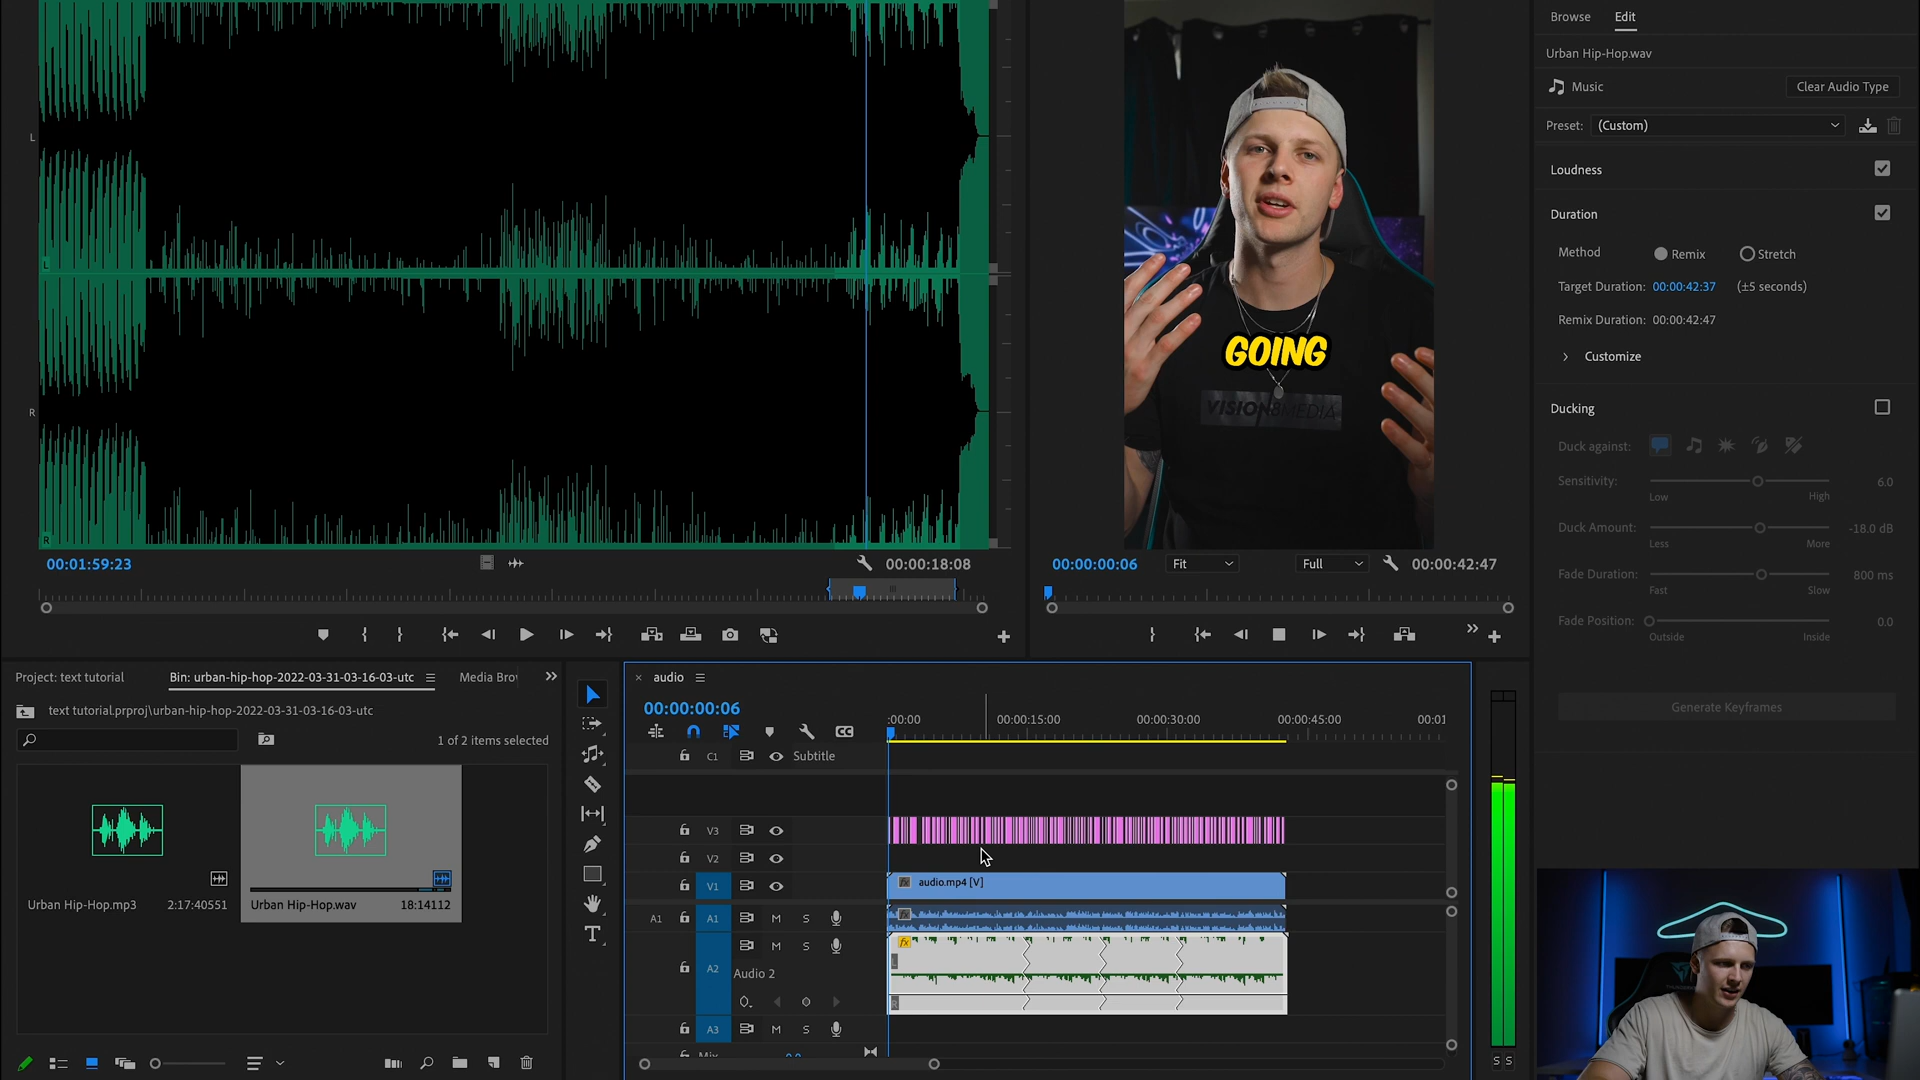 Browse Edit
Urban Hip-Hop.wav
Music Clear Audio Type
Preset: (Custom)
Loudness
Duration
Method Remix Stretch
Target Duration: 00:00:42:37 (±5 seconds)
Remix Duration: 00:00:42:47
Customize
Ducking
Duck against:
Sensitivity: 6.0
Low High
Duck Amount: -18.0 dB
Less More
Fade Duration: 800 ms
Fast Slow
Fade Position: 0.0
Outside Inside
Generate Keyframes
L
L
R
R
00:01:59:23 00:00:18:08
GOING
VISION8MEDIA
00:00:00:06 Fit Full 00:00:42:47
Project: text tutorial Bin: urban-hip-hop-2022-03-31-03-16-03-utc Media Brov
text tutorial.prproj\urban-hip-hop-2022-03-31-03-16-03-utc
1 of 2 items selected
Urban Hip-Hop.mp3 2:17:40551 Urban Hip-Hop.wav 18:14112
× audio
00:00:00:06
:00:00 00:00:15:00 00:00:30:00 00:00:45:00 00:01
C1 Subtitle
V3
V2
V1 fx audio.mp4 [V]
A1 A1 M S fx
M S fx
A2 Audio 2 L
R
A3 M S
Mix 0.0
S S